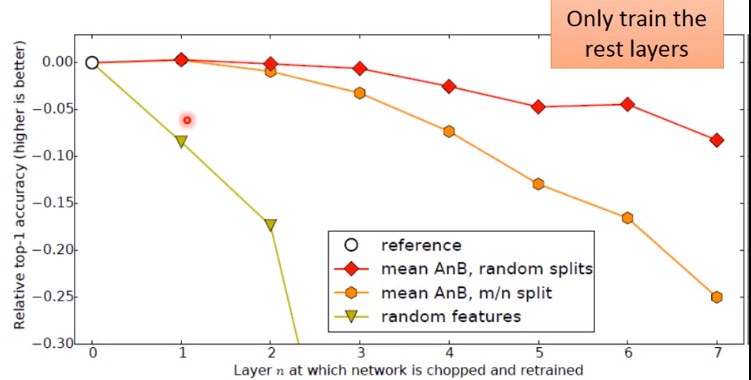 Only train the
rest layers
Relative top-1 accuracy (higher is better)
0.00
−0.05
−0.10
−0.15
−0.20
−0.25
−0.30
reference
mean AnB, random splits
mean AnB, m/n split
random features
0 1 2 3 4 5 6 7
Layer n at which network is chopped and retrained